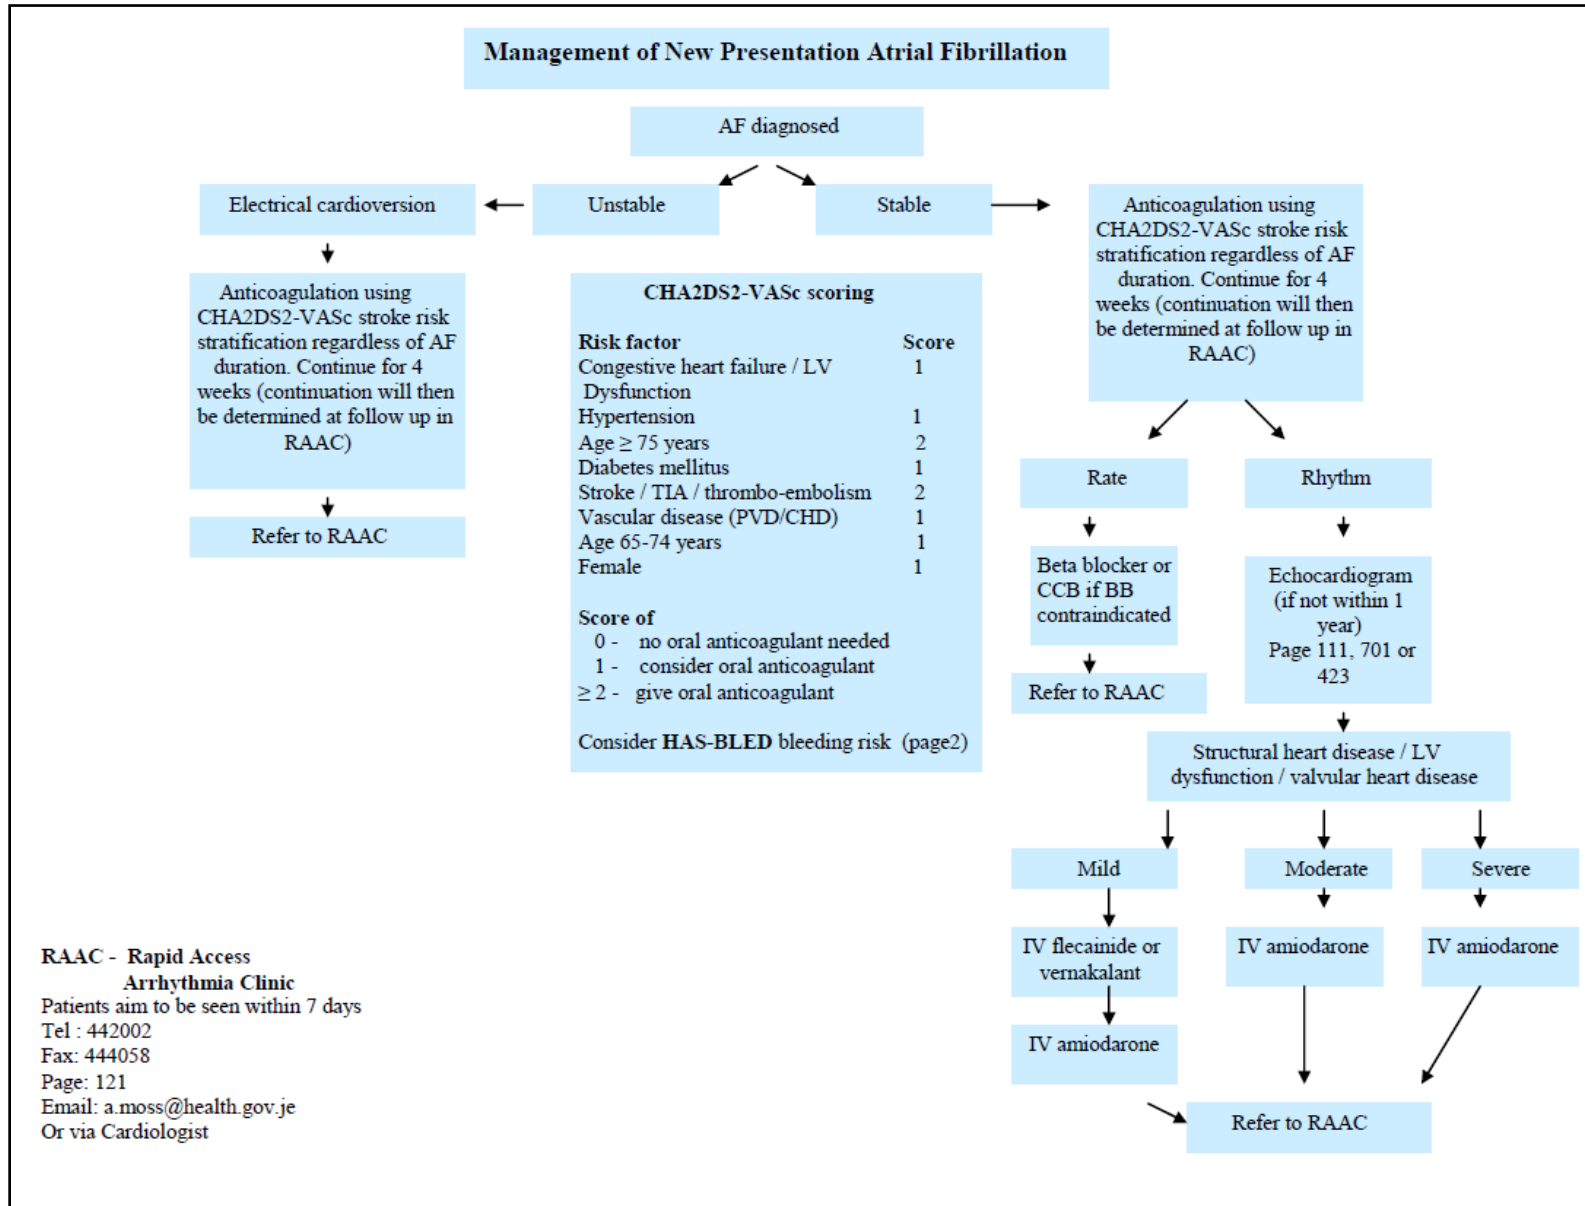 Management of New Presentation Atrial Fibrillation
AF diagnosed
Electrical cardioversion
Unstable
Stable
Anticoagulation using
CHA2DS2-VASc stroke risk
stratification regardless of AF
duration. Continue for 4
weeks (continuation will then
be determined at follow up in
RAAC)
Refer to RAAC
CHA2DS2-VASc scoring
Risk factor Score
Congestive heart failure / LV 1
Dysfunction
Hypertension 1
Age ≥ 75 years 2
Diabetes mellitus 1
Stroke / TIA / thrombo-embolism 2
Vascular disease (PVD/CHD) 1
Age 65-74 years 1
Female 1
Score of
0 - no oral anticoagulant needed
1 - consider oral anticoagulant
≥ 2 - give oral anticoagulant
Consider HAS-BLED bleeding risk (page2)
Anticoagulation using
CHA2DS2-VASc stroke risk
stratification regardless of AF
duration. Continue for 4
weeks (continuation will then
be determined at follow up in
RAAC)
Rate
Rhythm
Beta blocker or
CCB if BB
contraindicated
Refer to RAAC
Echocardiogram
(if not within 1
year)
Page 111, 701 or
423
Structural heart disease / LV
dysfunction / valvular heart disease
Mild
Moderate
Severe
IV flecainide or
vernakalant
IV amiodarone
IV amiodarone
IV amiodarone
Refer to RAAC
RAAC - Rapid Access
Arrhythmia Clinic
Patients aim to be seen within 7 days
Tel : 442002
Fax: 444058
Page: 121
Email: a.moss@health.gov.je
Or via Cardiologist